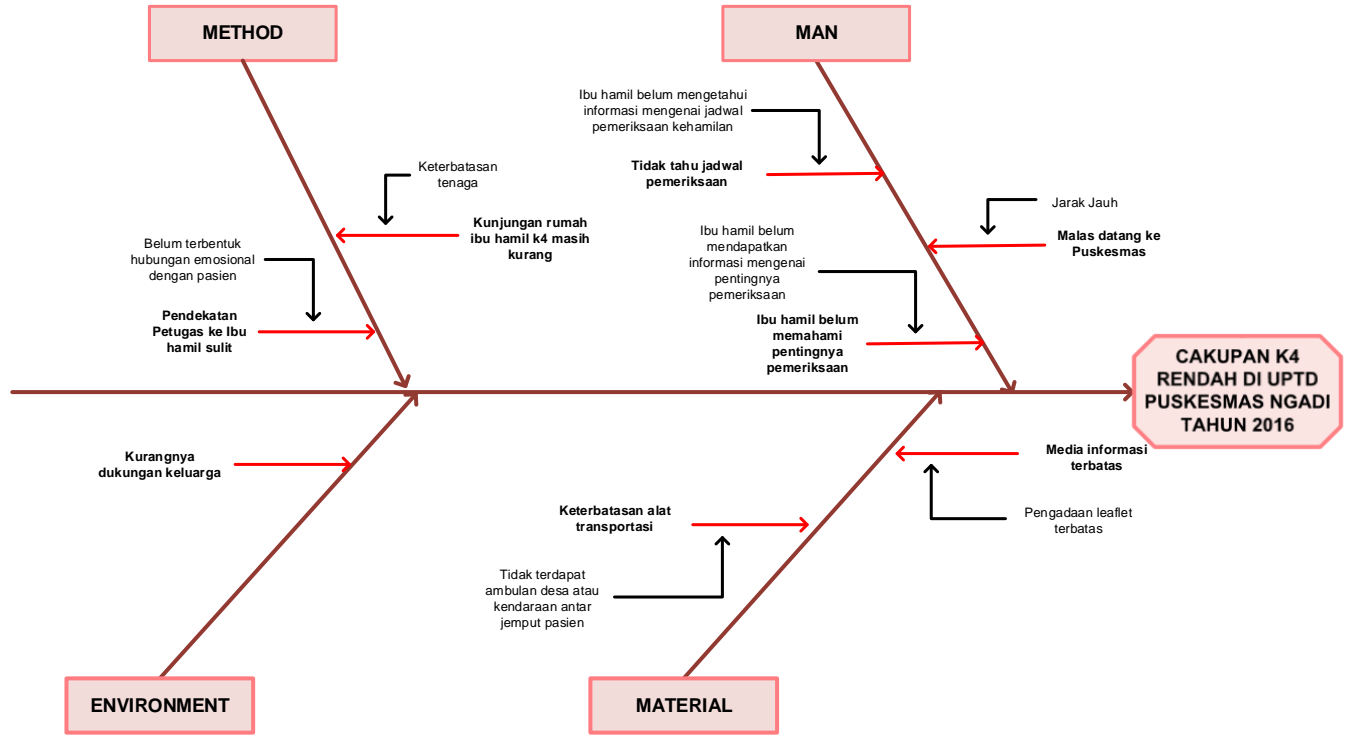 METHOD
MAN
Ibu hamil belum mengetahui
informasi mengenai jadwal
pemeriksaan kehamilan
Tidak tahu jadwal
pemeriksaan
Keterbatasan
tenaga
Kunjungan rumah
ibu hamil k4 masih
kurang
Jarak Jauh
Malas datang ke
Puskesmas
Belum terbentuk
hubungan emosional
dengan pasien
Pendekatan
Petugas ke Ibu
hamil sulit
Ibu hamil belum
mendapatkan
informasi mengenai
pentingnya
pemeriksaan
Ibu hamil belum
memahami
pentingnya
pemeriksaan
CAKUPAN K4
RENDAH DI UPTD
PUSKESMAS NGADI
TAHUN 2016
Kurangnya
dukungan keluarga
Media informasi
terbatas
Pengadaan leaflet
terbatas
Keterbatasan alat
transportasi
Tidak terdapat
ambulan desa atau
kendaraan antar
jemput pasien
ENVIRONMENT
MATERIAL